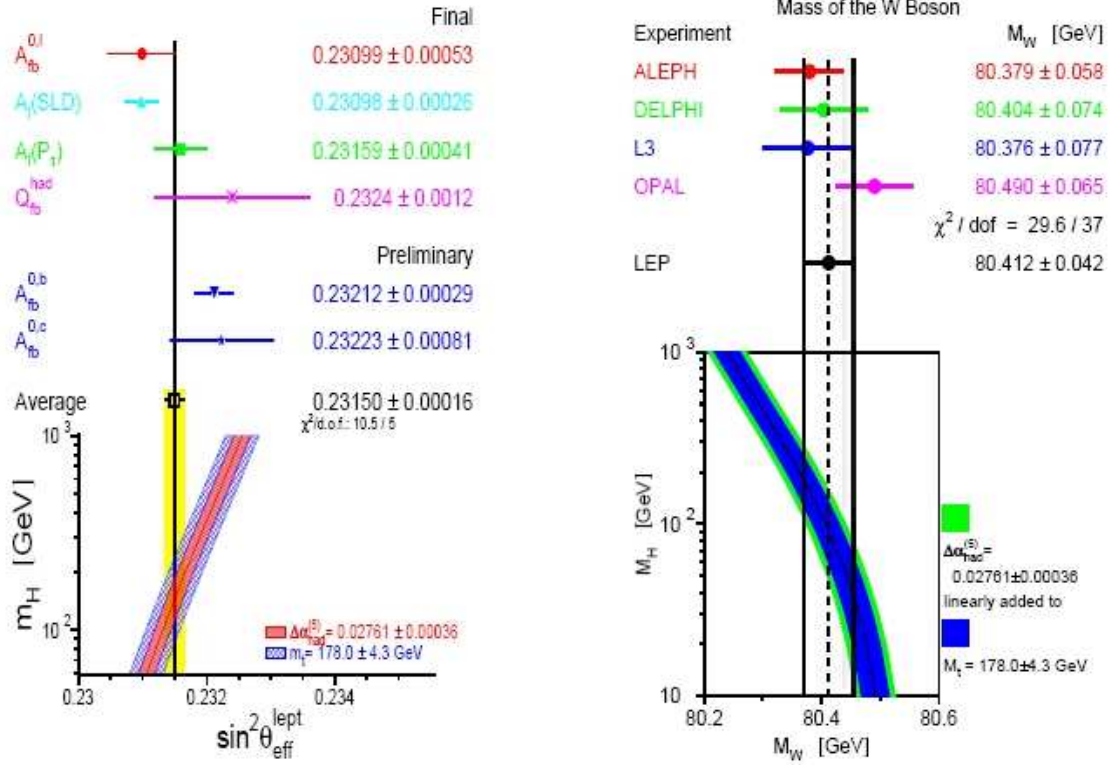 Final
A_fb^0,l 0.23099 ± 0.00053
A_l(SLD) 0.23098 ± 0.00026
A_l(P_τ) 0.23159 ± 0.00041
Q_fb^had 0.2324 ± 0.0012
Preliminary
A_fb^0,b 0.23212 ± 0.00029
A_fb^0,c 0.23223 ± 0.00081
Average 0.23150 ± 0.00016
χ²/d.o.f.: 10.5 / 5
10³
10²
m_H [GeV]
Δα_had^(5) = 0.02761 ± 0.00036
m_t = 178.0 ± 4.3 GeV
0.23 0.232 0.234
sin²θ_eff^lept
Mass of the W Boson
Experiment M_W [GeV]
ALEPH 80.379 ± 0.058
DELPHI 80.404 ± 0.074
L3 80.376 ± 0.077
OPAL 80.490 ± 0.065
χ² / dof = 29.6 / 37
LEP 80.412 ± 0.042
10³
10²
10
M_H [GeV]
Δα_had^(5) =
0.02761±0.00036
linearly added to
M_t = 178.0±4.3 GeV
80.2 80.4 80.6
M_W [GeV]